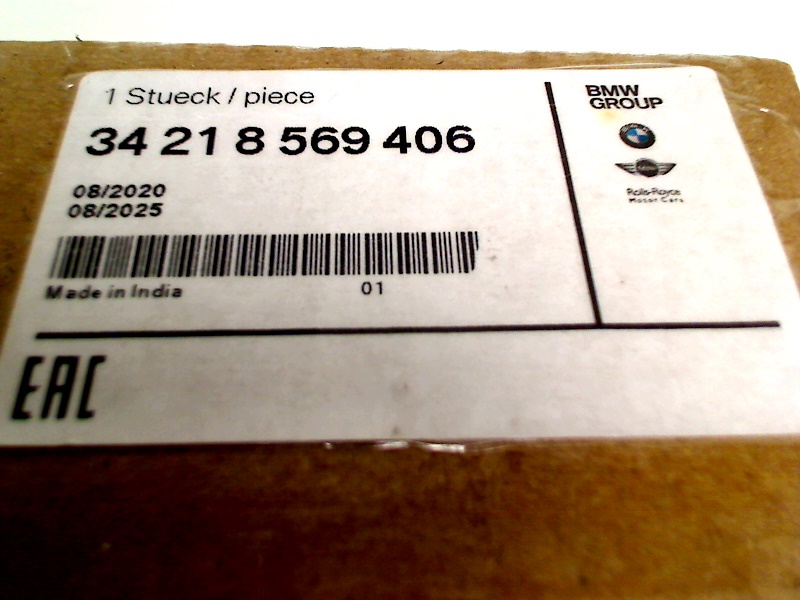 1 Stueck / piece
34 21 8 569 406
08/2020
08/2025
Made in India
01
BMW
GROUP
Rolls-Royce
Motor Cars
EAC